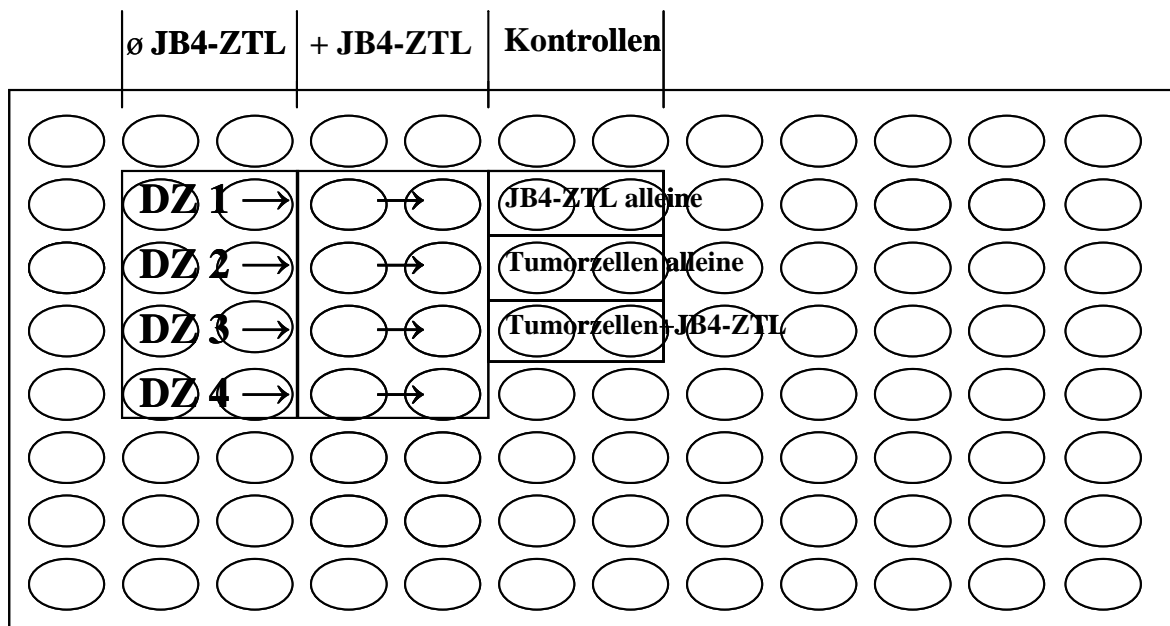 ø JB4-ZTL + JB4-ZTL Kontrollen
DZ 1 → → JB4-ZTL alleine
DZ 2 → → Tumorzellen alleine
DZ 3 → → Tumorzellen+JB4-ZTL
DZ 4 → →